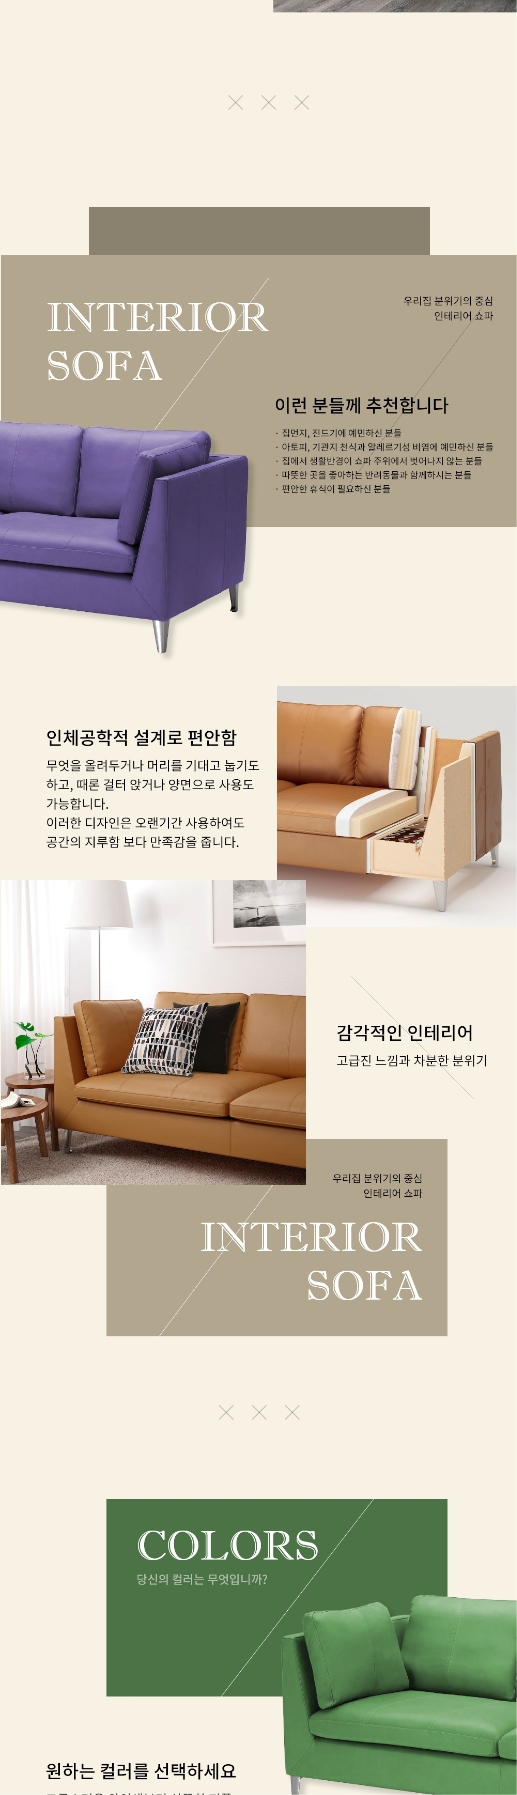 INTERIOR
SOFA
우리집 분위기의 중심
인테리어 쇼파
이런 분들께 추천합니다
· 집먼지, 진드기에 예민하신 분들
· 아토피, 기관지 천식과 알레르기성 비염에 예민하신 분들
· 집에서 생활반경이 쇼파 주위에서 벗어나지 않는 분들
· 따뜻한 곳을 좋아하는 반려동물과 함께하시는 분들
· 편안한 휴식이 필요하신 분들
인체공학적 설계로 편안함
무엇을 올려두거나 머리를 기대고 눕기도
하고, 때론 걸터 앉거나 양면으로 사용도
가능합니다.
이러한 디자인은 오랜기간 사용하여도
공간의 지루함 보다 만족감을 줍니다.
감각적인 인테리어
고급진 느낌과 차분한 분위기
우리집 분위기의 중심
인테리어 쇼파
INTERIOR
SOFA
COLORS
당신의 컬러는 무엇입니까?
원하는 컬러를 선택하세요